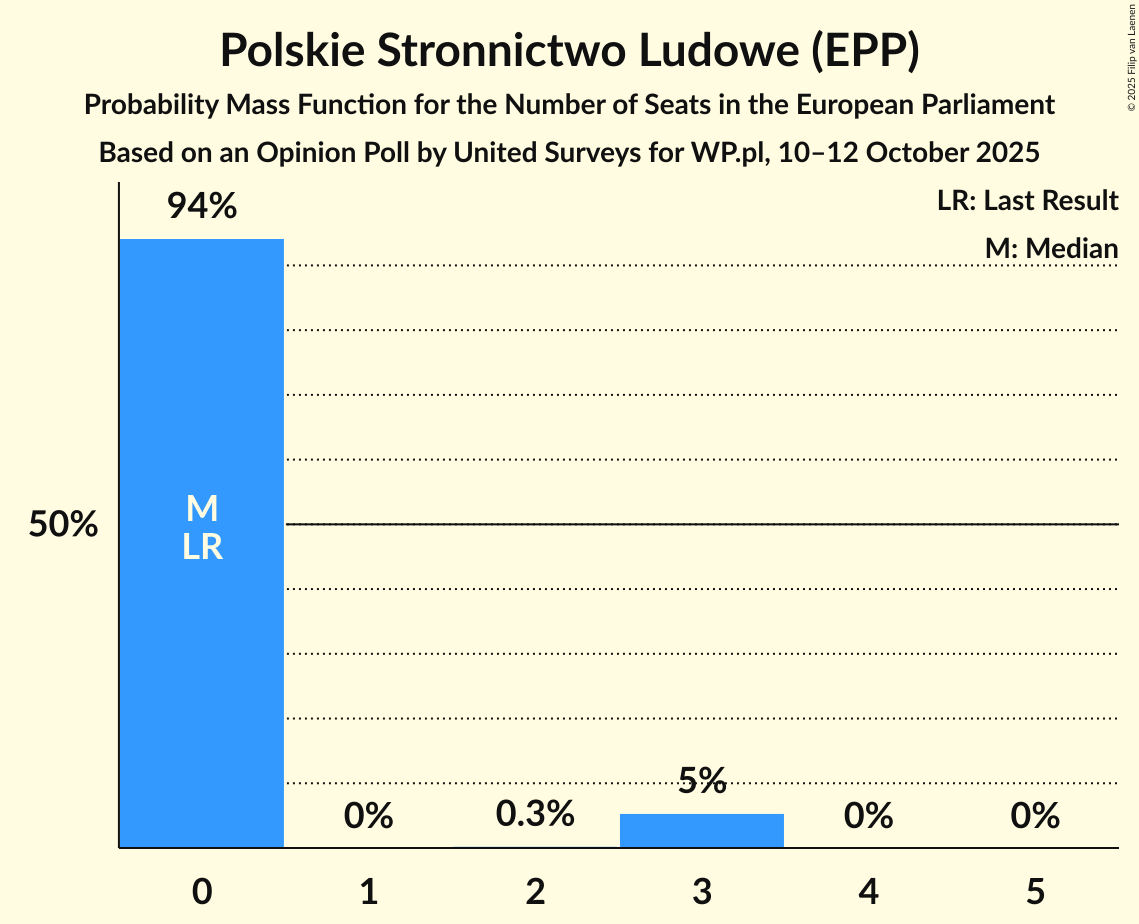 Polskie Stronnictwo Ludowe (EPP)
Probability Mass Function for the Number of Seats in the European Parliament
Based on an Opinion Poll by United Surveys for WP.pl, 10–12 October 2025
© 2025 Filip van Laenen
LR: Last Result
M: Median
94%
50%
M
LR
0%
0.3%
5%
0%
0%
0
1
2
3
4
5